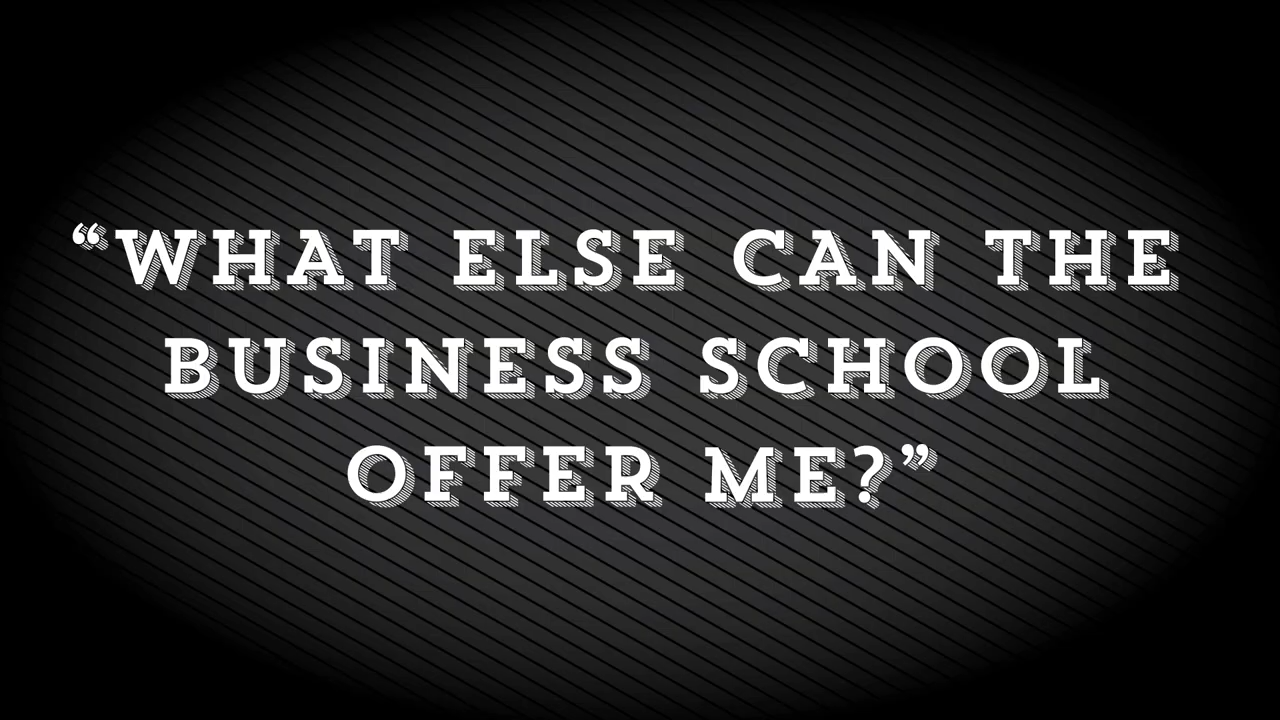 “WHAT ELSE CAN THE
BUSINESS SCHOOL
OFFER ME?”